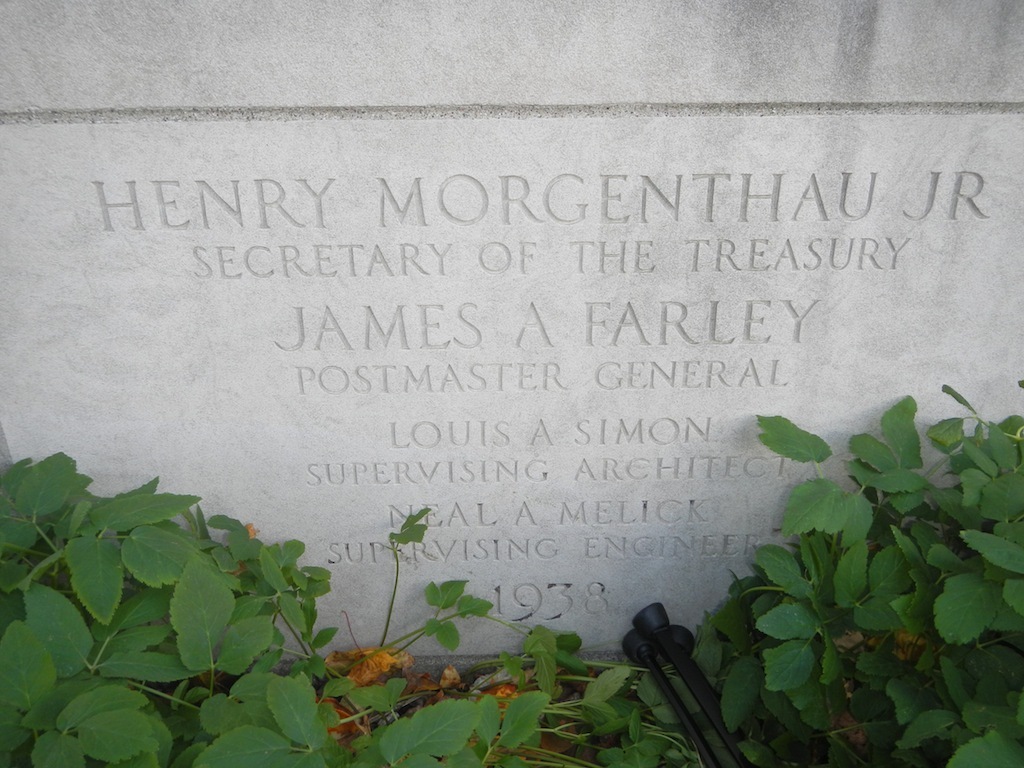 HENRY MORGENTHAU JR
SECRETARY OF THE TREASURY
JAMES A FARLEY
POSTMASTER GENERAL
LOUIS A SIMON
SUPERVISING ARCHITECT
NEAL A MELICK
SUPERVISING ENGINEER
1938